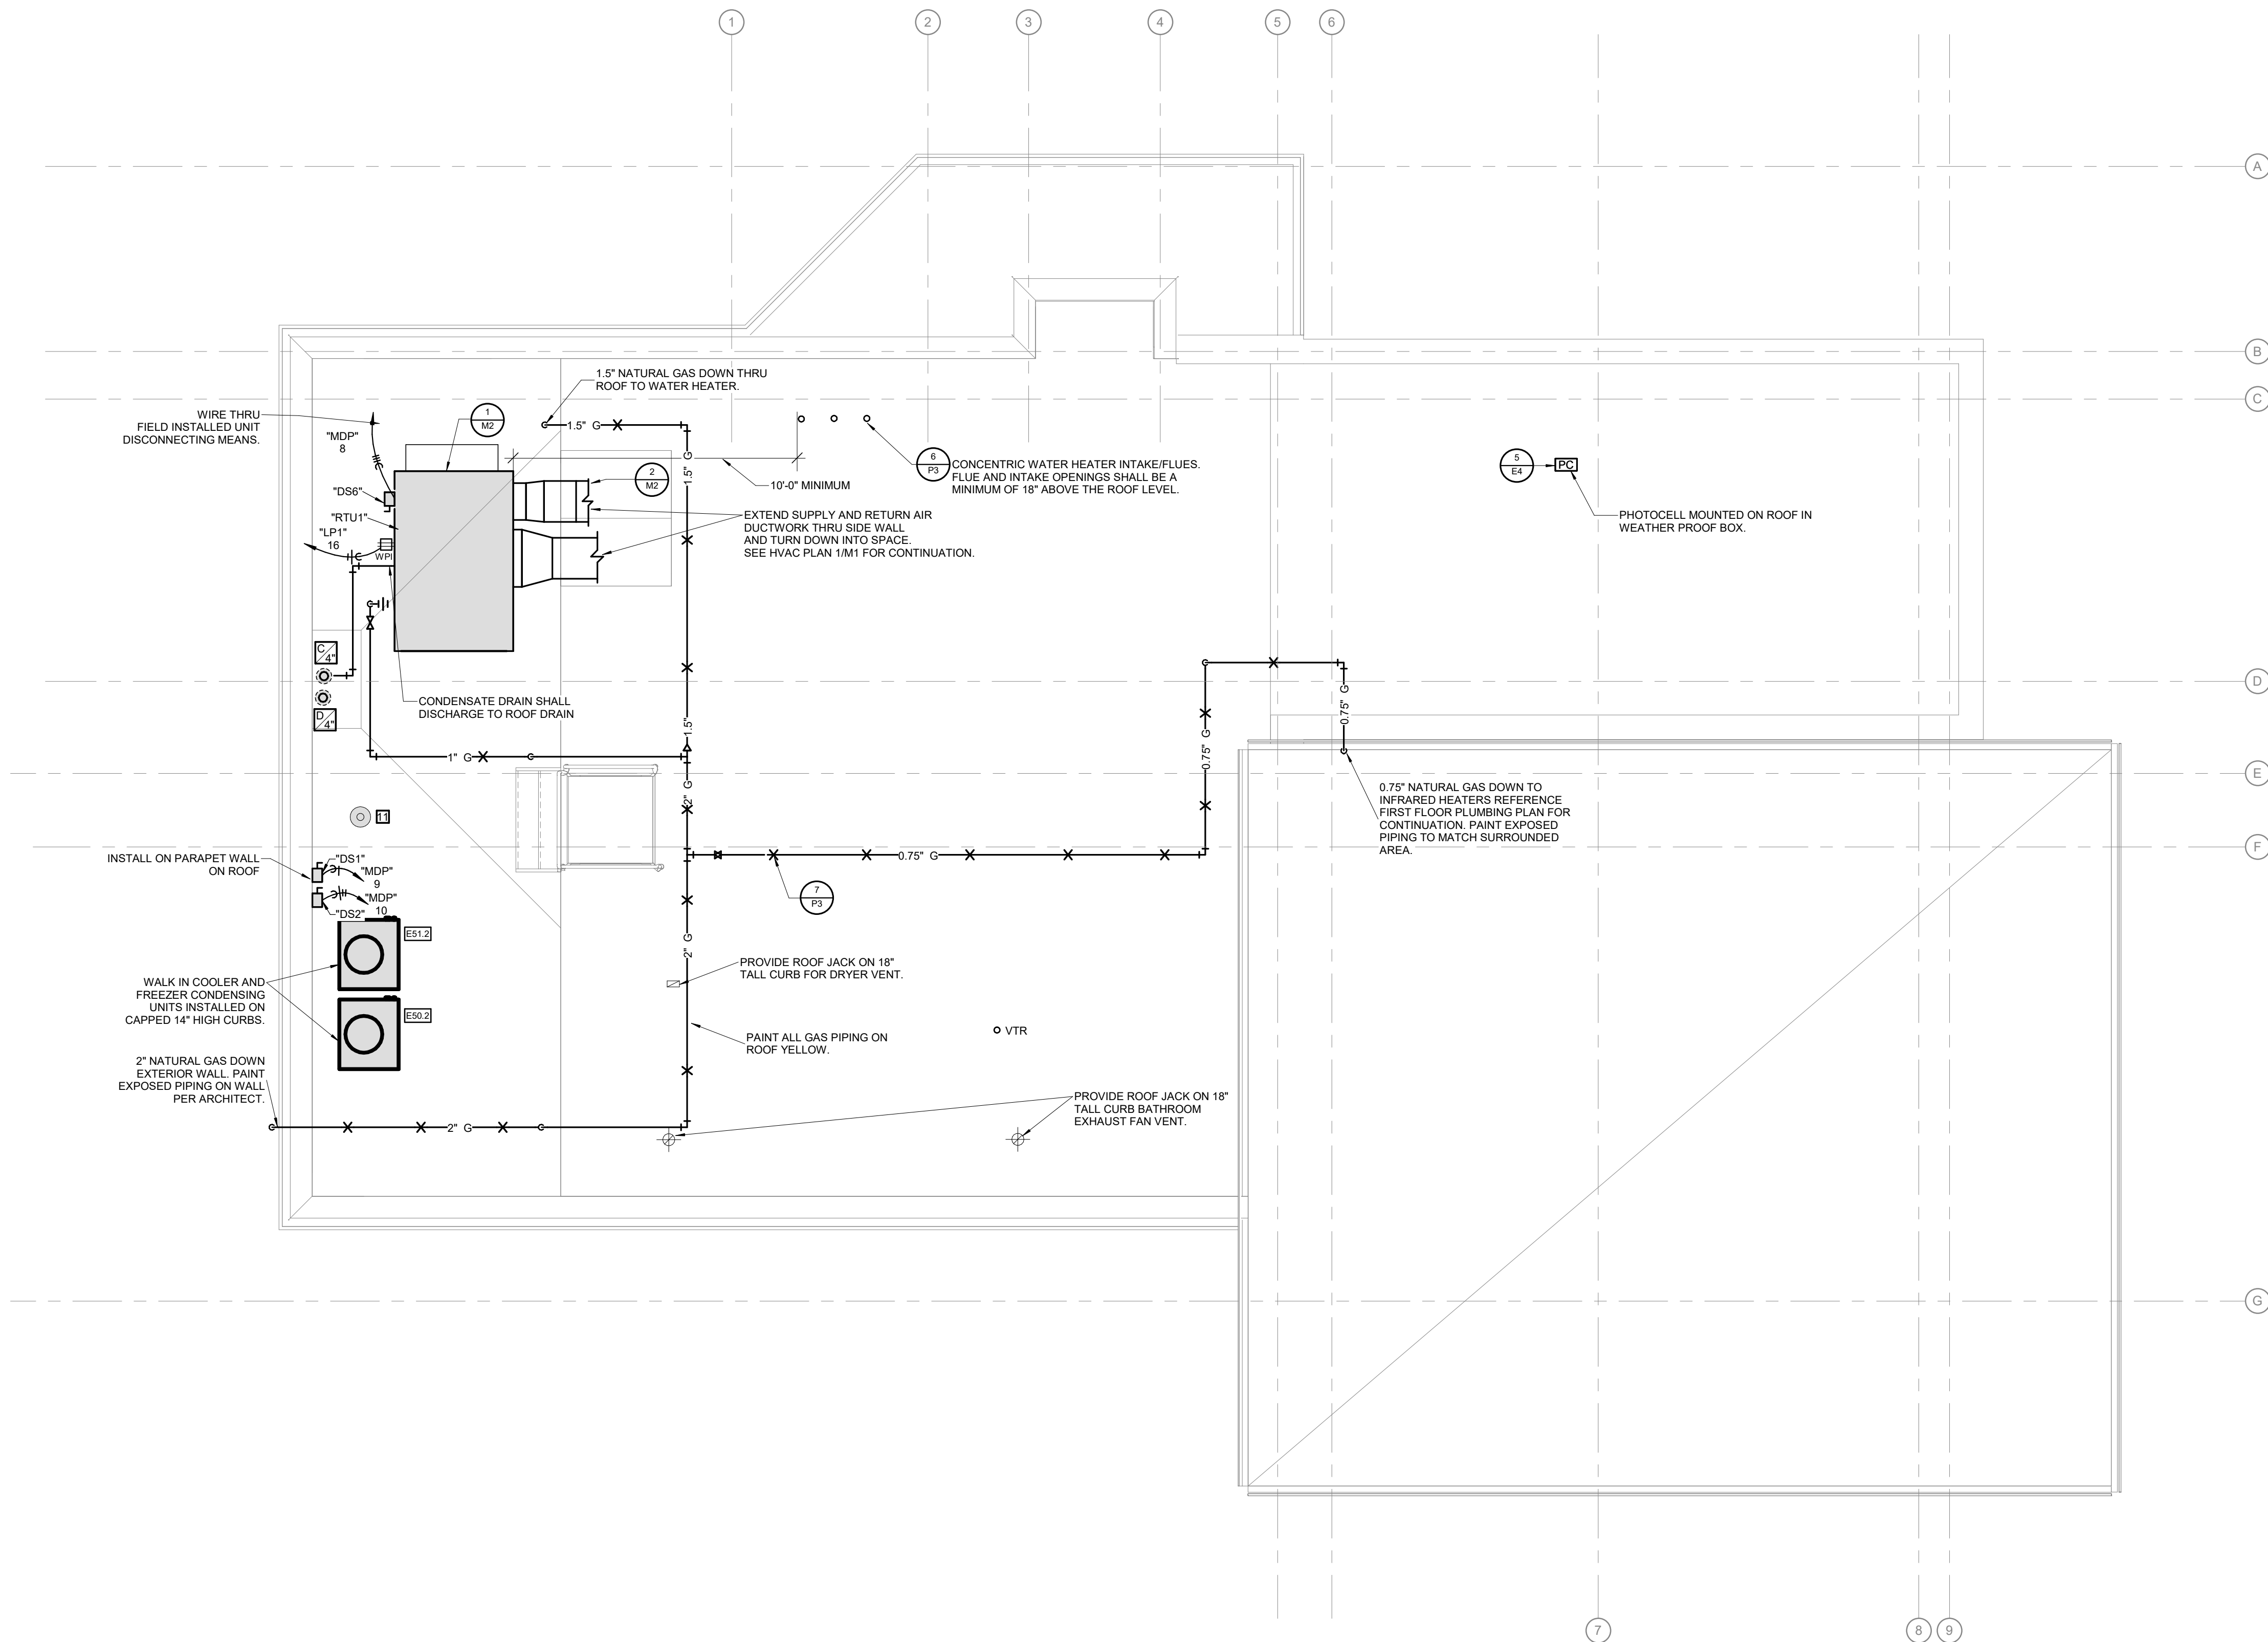 1
2
3
4
5
6
A
B
C
1.5" NATURAL GAS DOWN THRU
ROOF TO WATER HEATER.
WIRE THRU
FIELD INSTALLED UNIT
DISCONNECTING MEANS.
"MDP"
8
1
M2
1.5" G
1.5" G
2
M2
10'-0" MINIMUM
6
P3
CONCENTRIC WATER HEATER INTAKE/FLUES.
FLUE AND INTAKE OPENINGS SHALL BE A
MINIMUM OF 18" ABOVE THE ROOF LEVEL.
5
E4
PC
PHOTOCELL MOUNTED ON ROOF IN
WEATHER PROOF BOX.
"DS6"
"RTU1"
"LP1"
16
WP
EXTEND SUPPLY AND RETURN AIR
DUCTWORK THRU SIDE WALL
AND TURN DOWN INTO SPACE.
SEE HVAC PLAN 1/M1 FOR CONTINUATION.
C
4"
D
4"
CONDENSATE DRAIN SHALL
DISCHARGE TO ROOF DRAIN
1.5"
1" G
2" G
0.75" G
0.75" G
D
E
0.75" NATURAL GAS DOWN TO
INFRARED HEATERS REFERENCE
FIRST FLOOR PLUMBING PLAN FOR
CONTINUATION. PAINT EXPOSED
PIPING TO MATCH SURROUNDED
AREA.
11
F
INSTALL ON PARAPET WALL
ON ROOF
"DS1"
"MDP"
9
"MDP"
10
"DS2"
0.75" G
7
P3
E51.2
2" G
PROVIDE ROOF JACK ON 18"
TALL CURB FOR DRYER VENT.
WALK IN COOLER AND
FREEZER CONDENSING
UNITS INSTALLED ON
CAPPED 14" HIGH CURBS.
E50.2
PAINT ALL GAS PIPING ON
ROOF YELLOW.
VTR
2" NATURAL GAS DOWN
EXTERIOR WALL. PAINT
EXPOSED PIPING ON WALL
PER ARCHITECT.
2" G
PROVIDE ROOF JACK ON 18"
TALL CURB BATHROOM
EXHAUST FAN VENT.
G
7
8
9